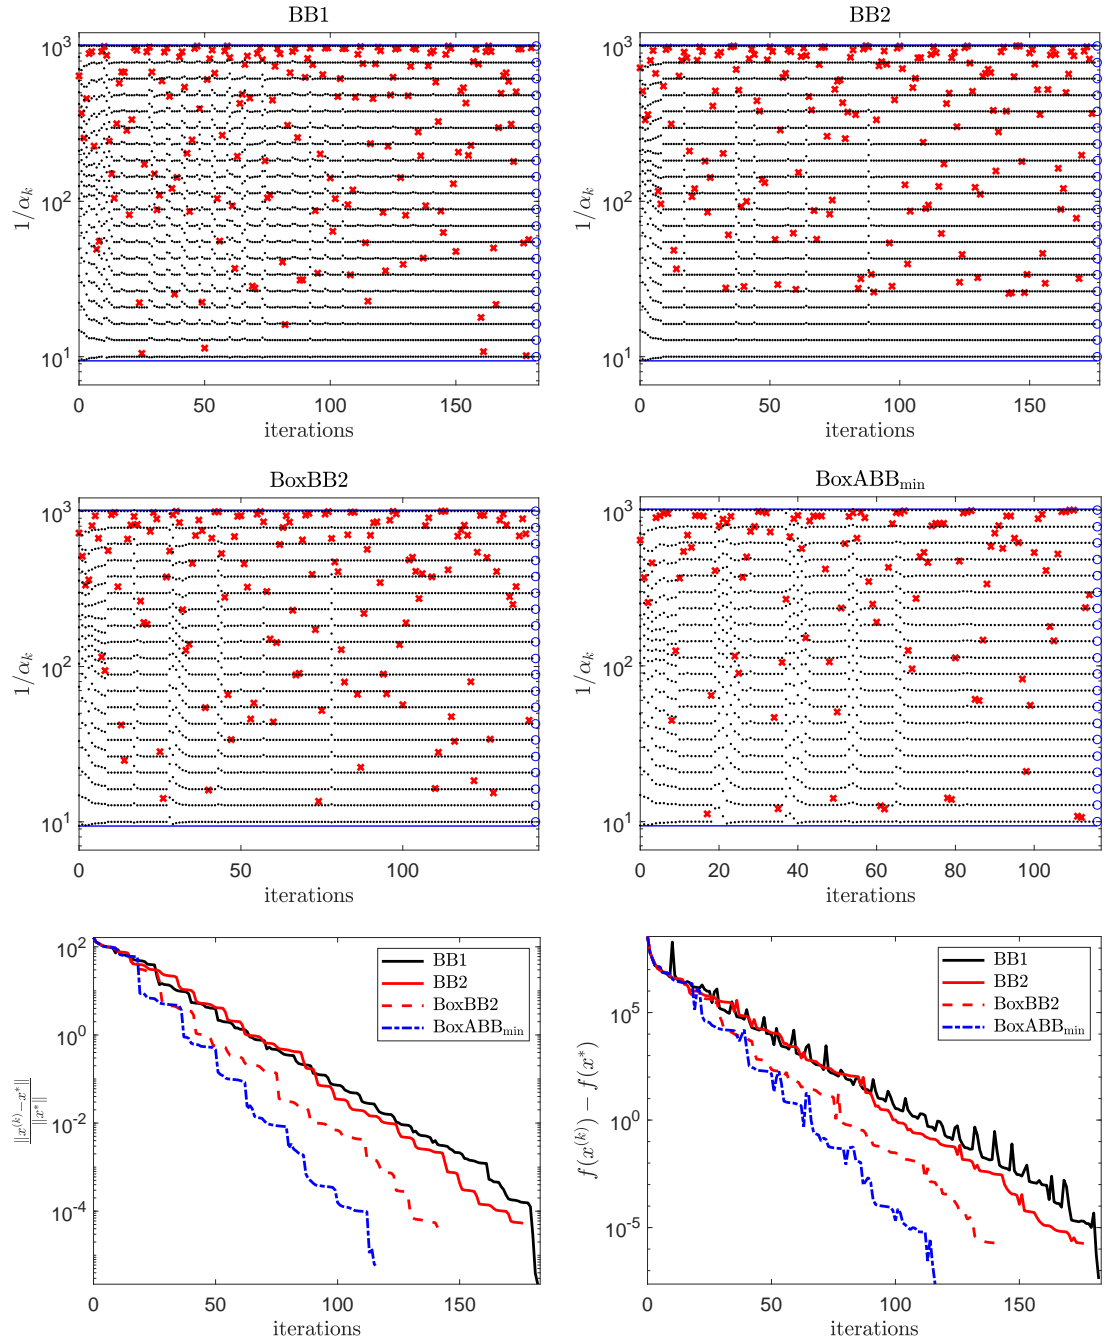 BB1
10^3
10^2
10^1
1/α_k
0 50 100 150
iterations
BB2
10^3
10^2
10^1
1/α_k
0 50 100 150
iterations
BoxBB2
10^3
10^2
10^1
1/α_k
0 50 100
iterations
BoxABB_min
10^3
10^2
10^1
1/α_k
0 20 40 60 80 100
iterations
10^2
10^0
10^-2
10^-4
||x^(k)−x*|| / ||x*||
BB1
BB2
BoxBB2
BoxABB_min
0 50 100 150
iterations
10^5
10^0
10^-5
f(x^(k)) − f(x*)
BB1
BB2
BoxBB2
BoxABB_min
0 50 100 150
iterations